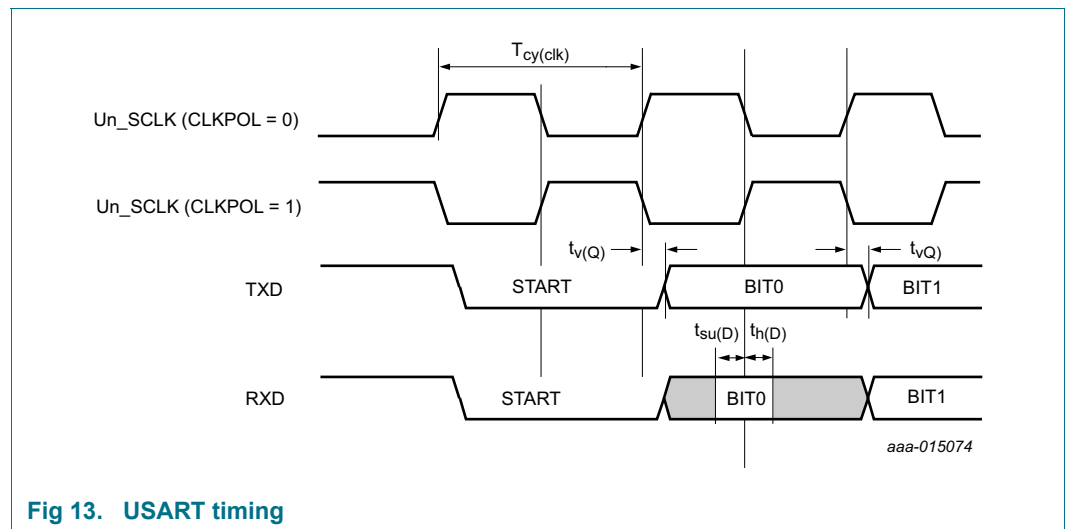 Tcy(clk)
Un_SCLK (CLKPOL = 0)
Un_SCLK (CLKPOL = 1)
tv(Q)
tvQ)
TXD
START
BIT0
BIT1
tsu(D)
th(D)
RXD
START
BIT0
BIT1
aaa-015074
Fig 13. USART timing